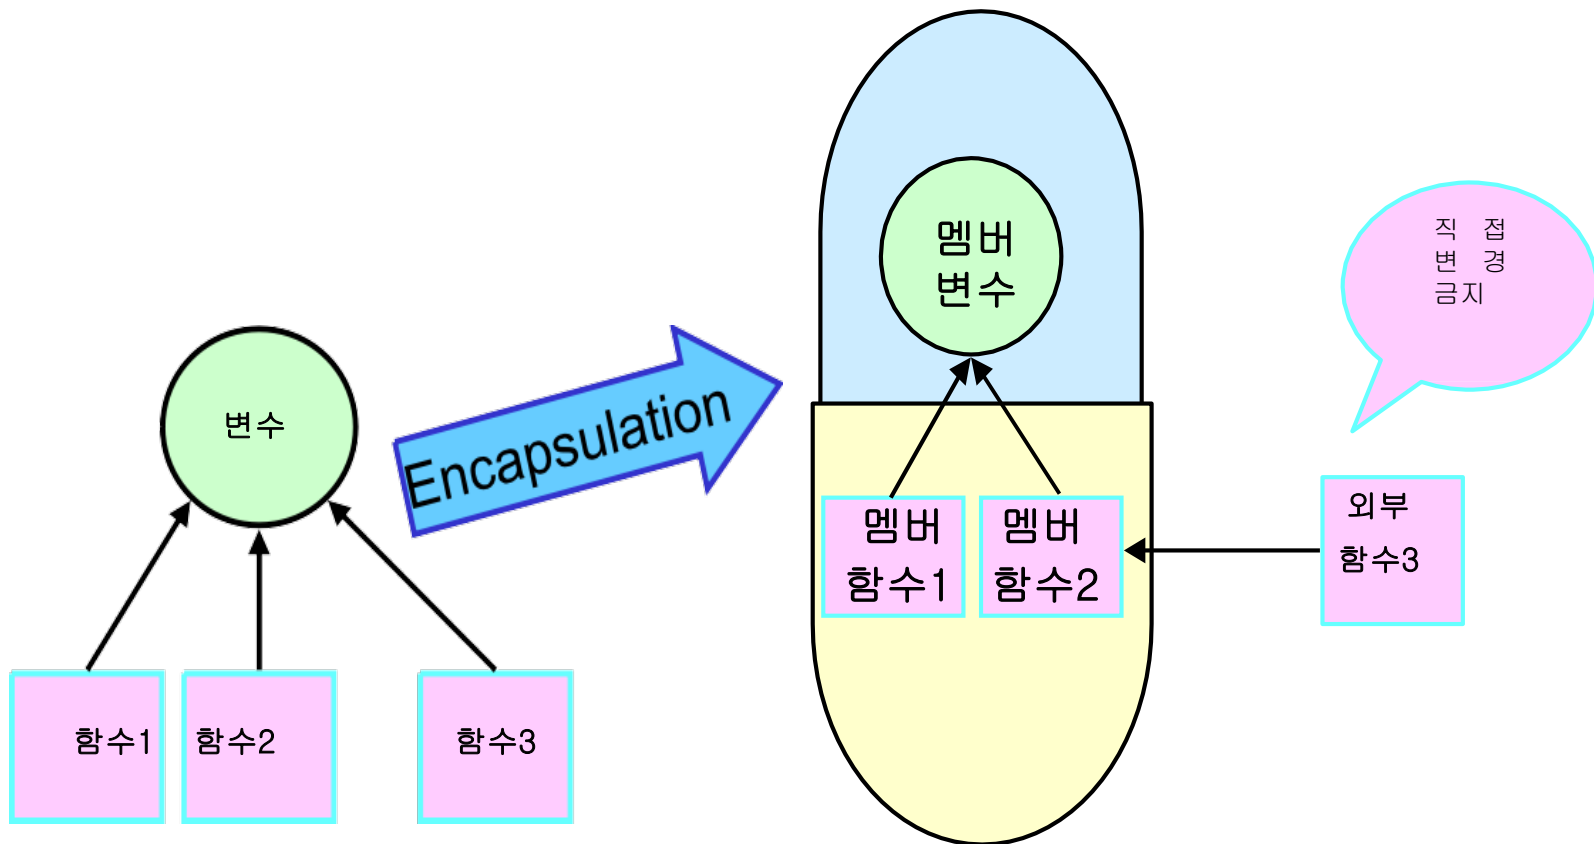 변수
함수1
함수2
함수3
Encapsulation
멤버
변수
멤버
함수1
멤버
함수2
직 접
변 경
금지
외부
함수3